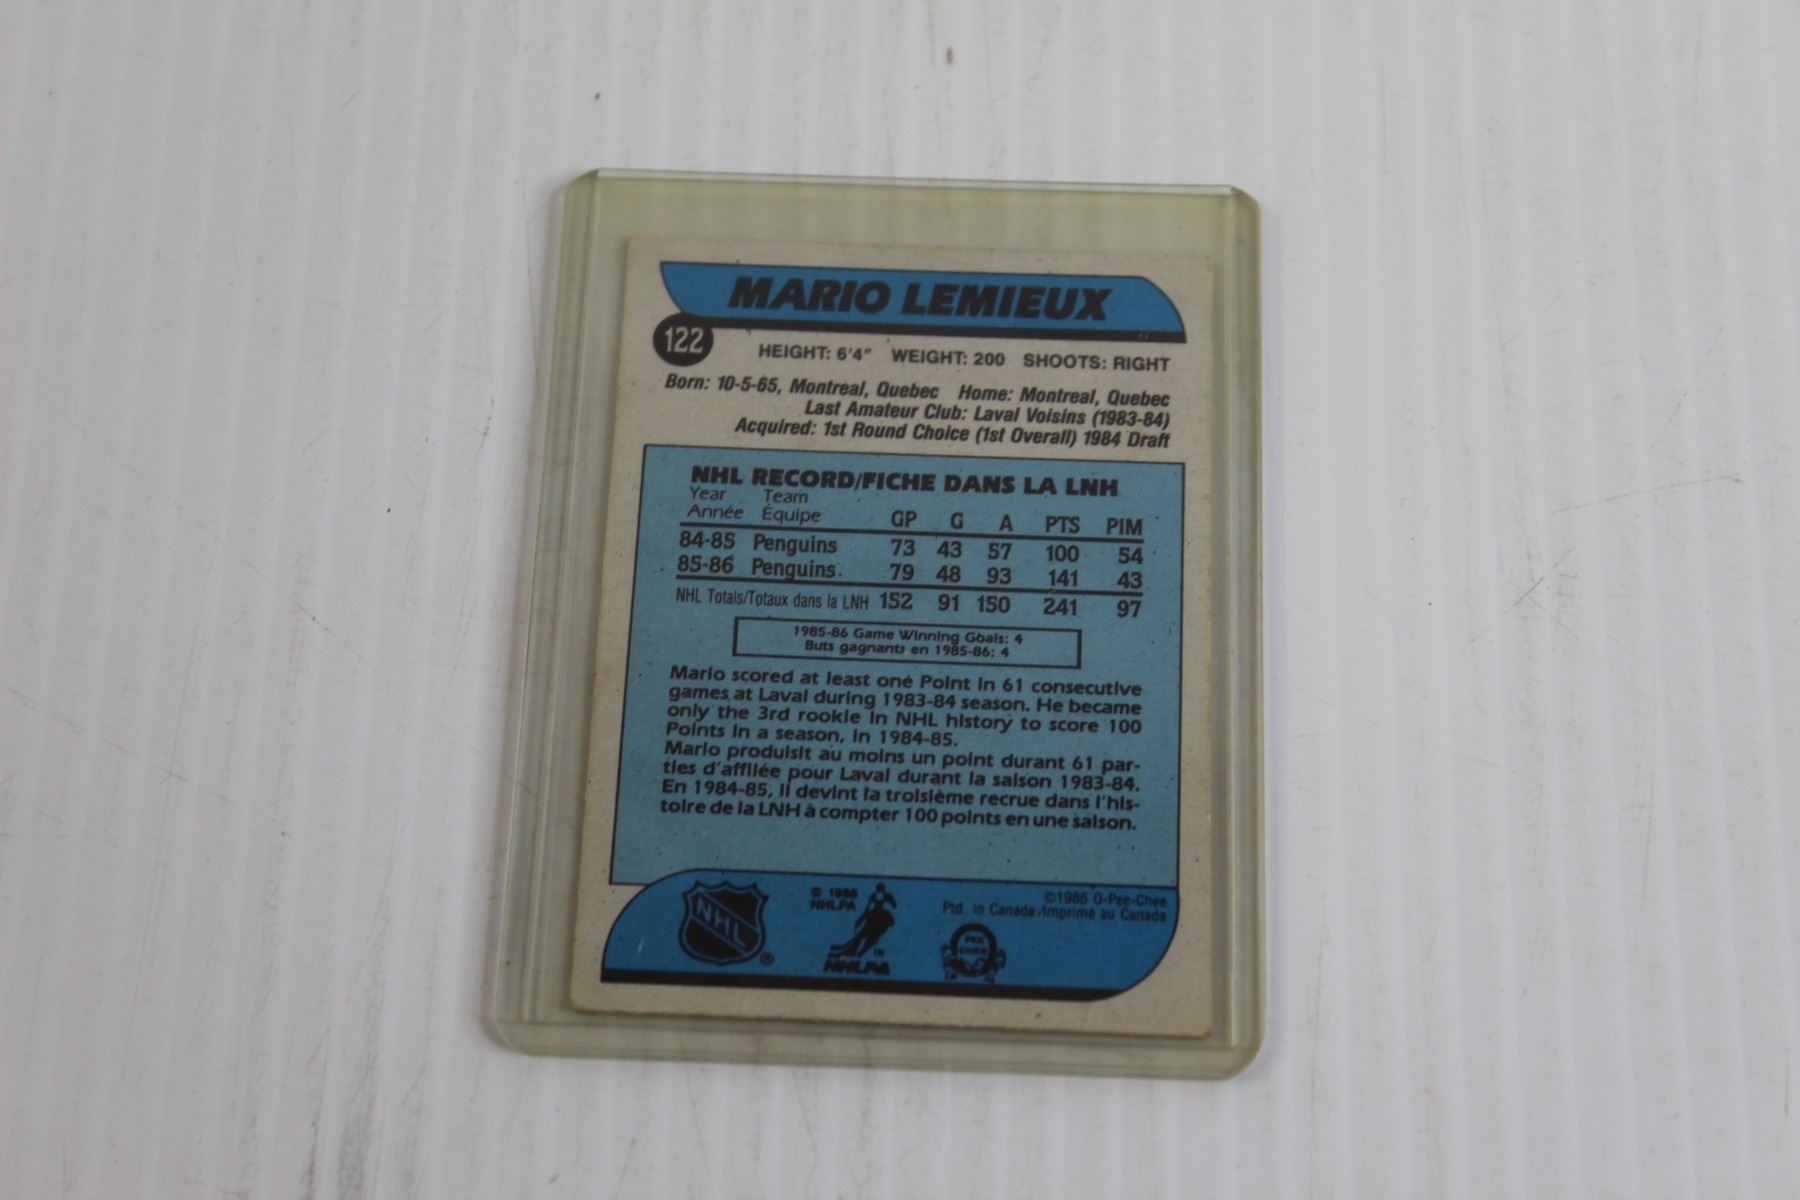 MARIO LEMIEUX
122
HEIGHT: 6'4" WEIGHT: 200 SHOOTS: RIGHT
Born: 10-5-65, Montreal, Quebec Home: Montreal, Quebec
Last Amateur Club: Laval Voisins (1983-84)
Acquired: 1st Round Choice (1st Overall) 1984 Draft
NHL RECORD/FICHE DANS LA LNH
Year Team
Année Équipe GP G A PTS PIM
84-85 Penguins 73 43 57 100 54
85-86 Penguins 79 48 93 141 43
NHL Totals/Totaux dans la LNH 152 91 150 241 97
1985-86 Game Winning Goals: 4
Buts gagnants en 1985-86: 4
Mario scored at least one Point in 61 consecutive
games at Laval during 1983-84 season. He became
only the 3rd rookie in NHL history to score 100
Points in a season, in 1984-85.
Mario produisit au moins un point durant 61 par-
ties d'affilée pour Laval durant la saison 1983-84.
En 1984-85, il devint la troisième recrue dans l'his-
toire de la LNH à compter 100 points en une saison.
NHL ®
© 1986
NHLPA
TM
NHLPA
©1986 O-Pee-Chee
Ptd. in Canada/Imprimé au Canada
PEE
CHEE